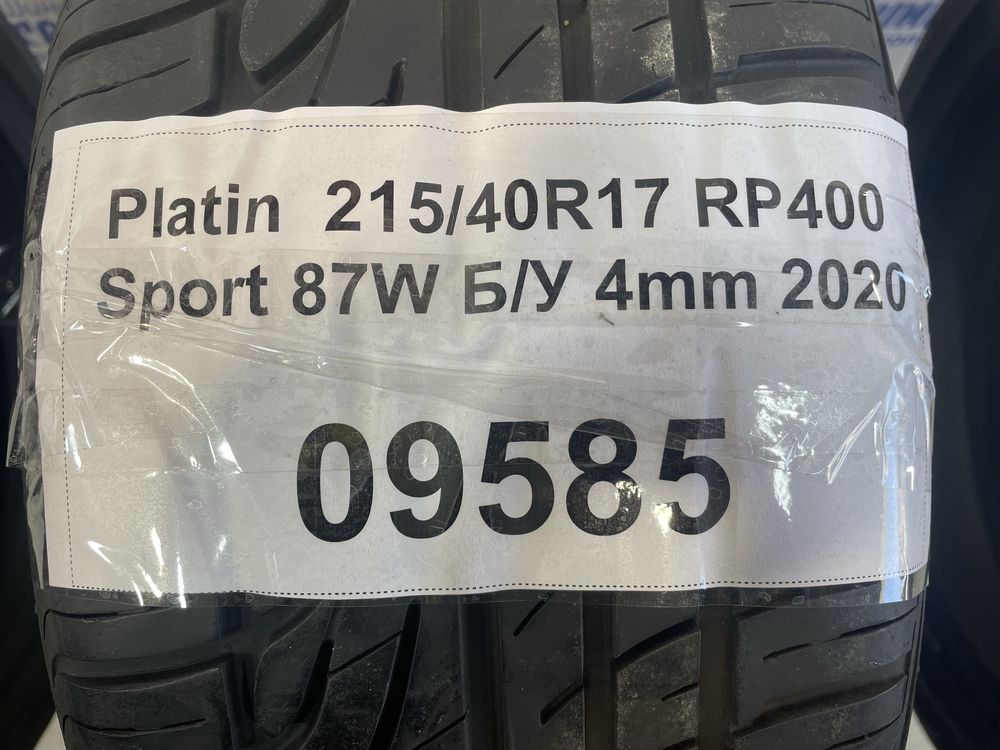 Platin 215/40R17 RP400
Sport 87W Б/У 4mm 2020
09585